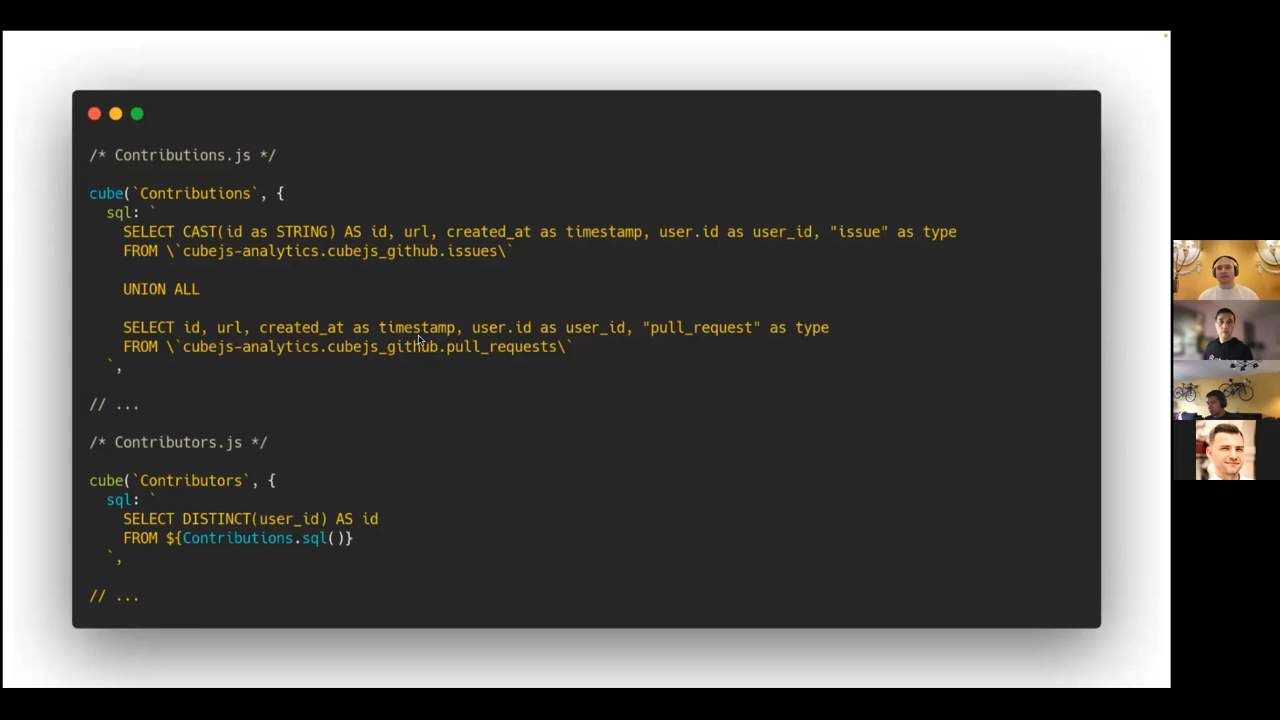 /* Contributions.js */
cube(`Contributions`, {
sql: `
SELECT CAST(id as STRING) AS id, url, created_at as timestamp, user.id as user_id, "issue" as type
FROM \`cubejs-analytics.cubejs_github.issues\`
UNION ALL
SELECT id, url, created_at as timestamp, user.id as user_id, "pull_request" as type
FROM \`cubejs-analytics.cubejs_github.pull_requests\`
`,
// ...
/* Contributors.js */
cube(`Contributors`, {
sql: `
SELECT DISTINCT(user_id) AS id
FROM ${Contributions.sql()}
`,
// ...